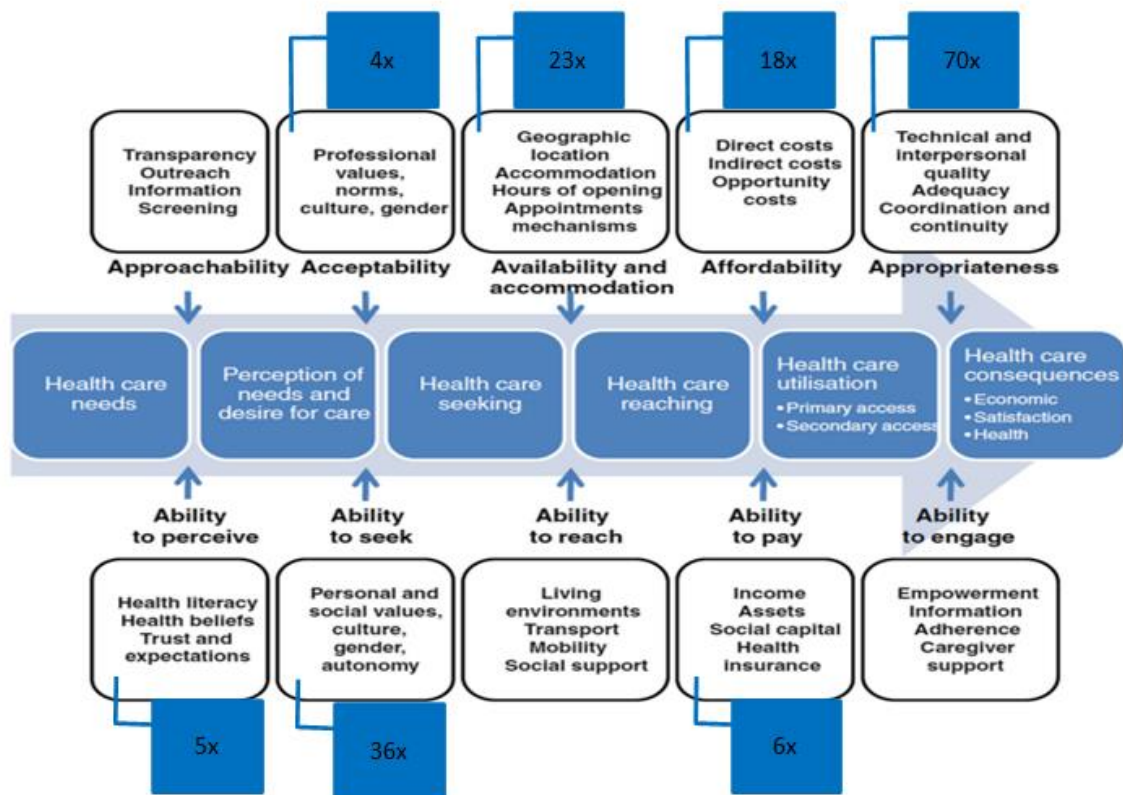 4x
23x
18x
70x
Transparency
Outreach
Information
Screening
Professional
values,
norms,
culture, gender
Geographic
location
Accommodation
Hours of opening
Appointments
mechanisms
Direct costs
Indirect costs
Opportunity
costs
Technical and
interpersonal
quality
Adequacy
Coordination and
continuity
Approachability
Acceptability
Availability and
accommodation
Affordability
Appropriateness
Health care
needs
Perception of
needs and
desire for care
Health care
seeking
Health care
reaching
Health care
utilisation
• Primary access
• Secondary access
Health care
consequences
• Economic
• Satisfaction
• Health
Ability
to perceive
Ability
to seek
Ability
to reach
Ability
to pay
Ability
to engage
Health literacy
Health beliefs
Trust and
expectations
Personal and
social values,
culture,
gender,
autonomy
Living
environments
Transport
Mobility
Social support
Income
Assets
Social capital
Health
insurance
Empowerment
Information
Adherence
Caregiver
support
5x
36x
6x